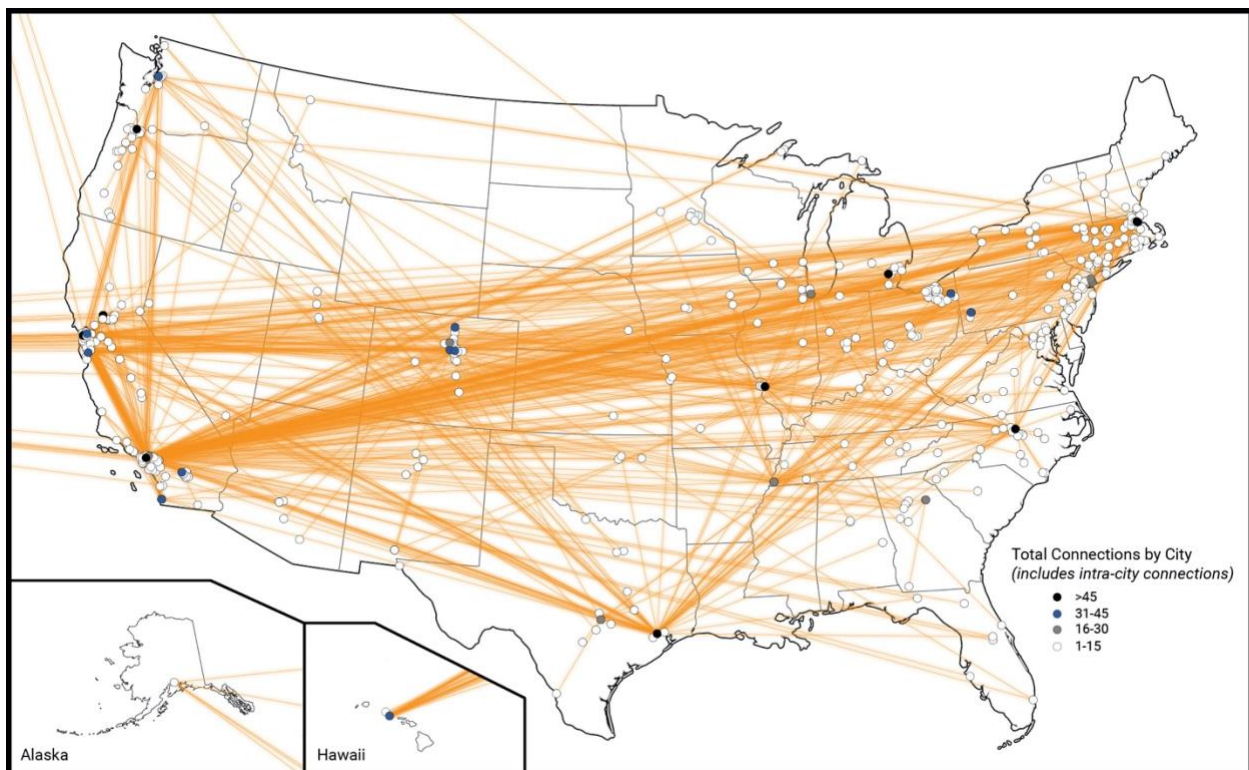 Total Connections by City
(includes intra-city connections)
>45
31-45
16-30
1-15
Alaska
Hawaii